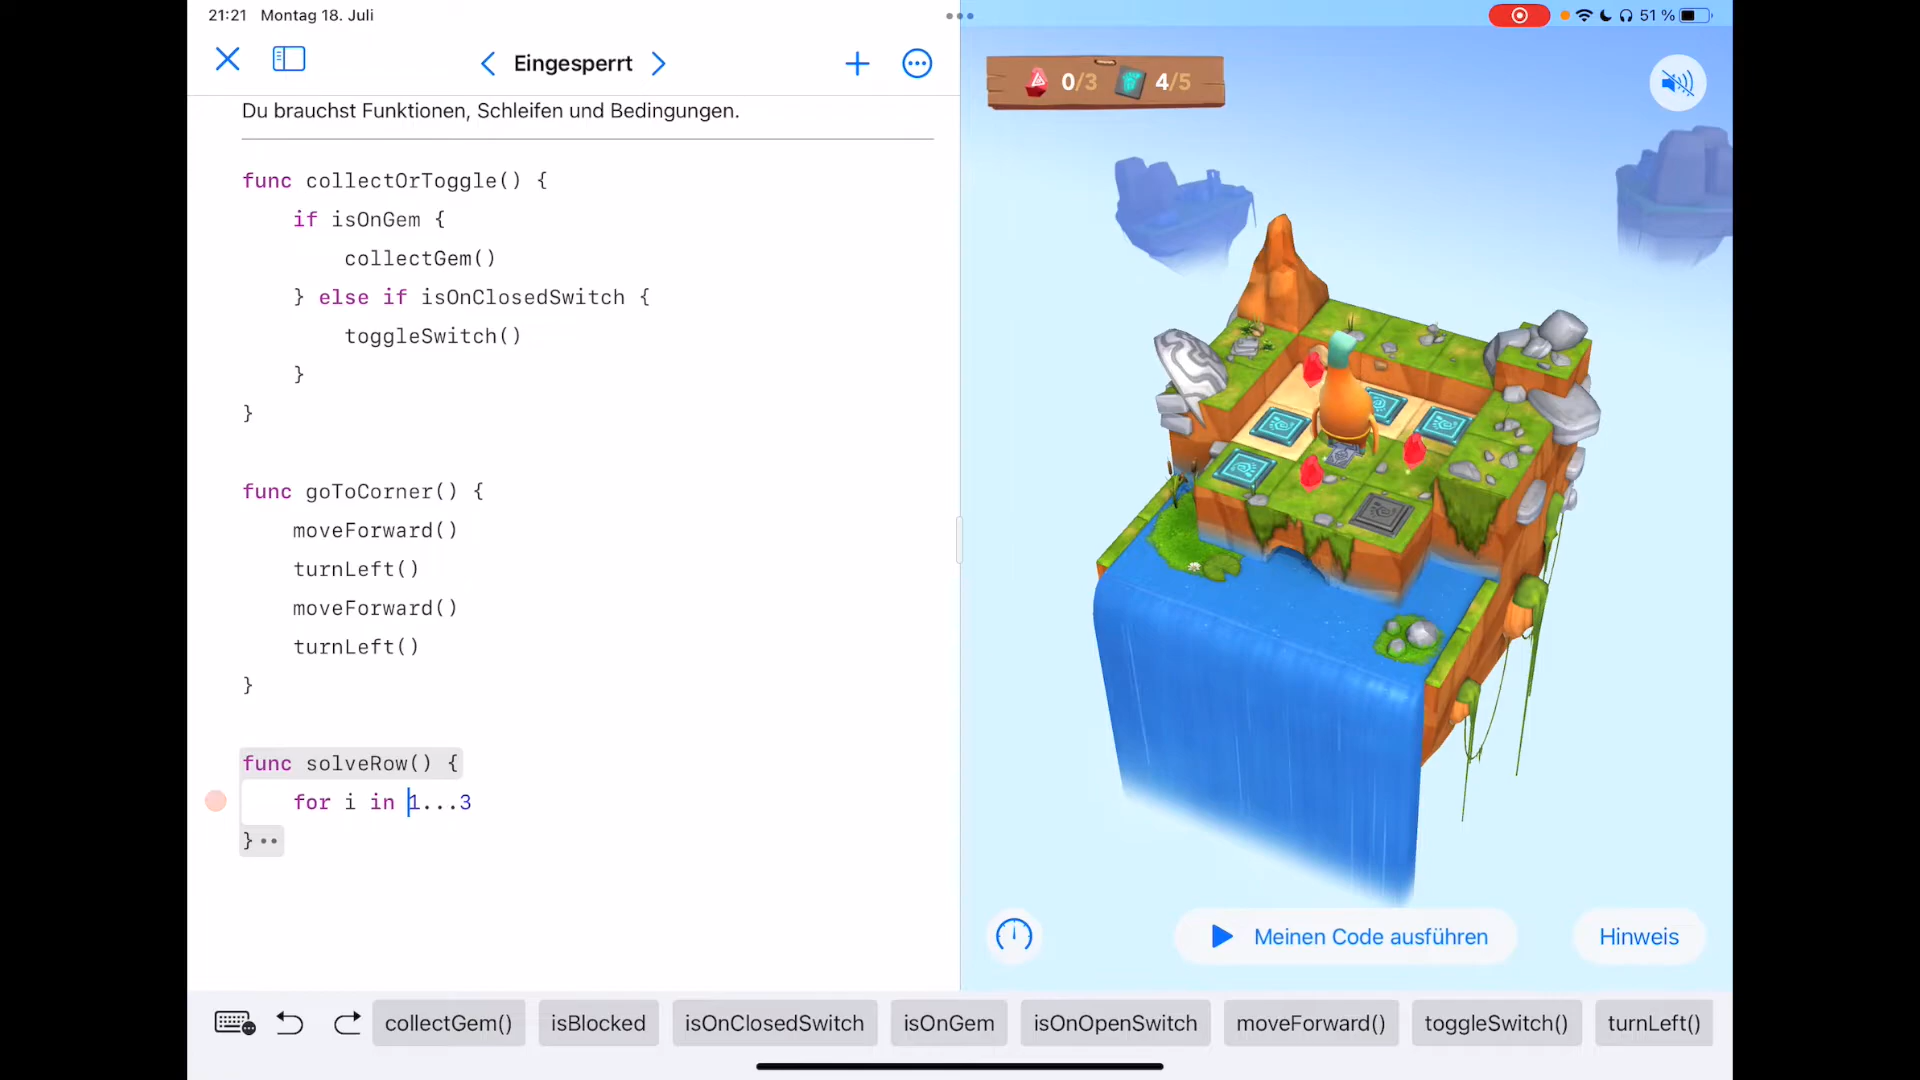 21:21 Montag 18. Juli
51 %
Eingesperrt
0/3 4/5
Du brauchst Funktionen, Schleifen und Bedingungen.
func collectOrToggle() {
if isOnGem {
collectGem()
} else if isOnClosedSwitch {
toggleSwitch()
}
}
func goToCorner() {
moveForward()
turnLeft()
moveForward()
turnLeft()
}
func solveRow() {
for i in 1...3
}
Meinen Code ausführen
Hinweis
collectGem() isBlocked isOnClosedSwitch isOnGem isOnOpenSwitch moveForward() toggleSwitch() turnLeft()